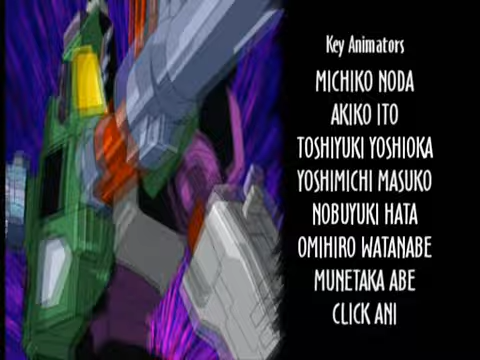 Key Animators
MICHIKO NODA
AKIKO ITO
TOSHIYUKI YOSHIOKA
YOSHIMICHI MASUKO
NOBUYUKI HATA
OMIHIRO WATANABE
MUNETAKA ABE
CLICK ANI